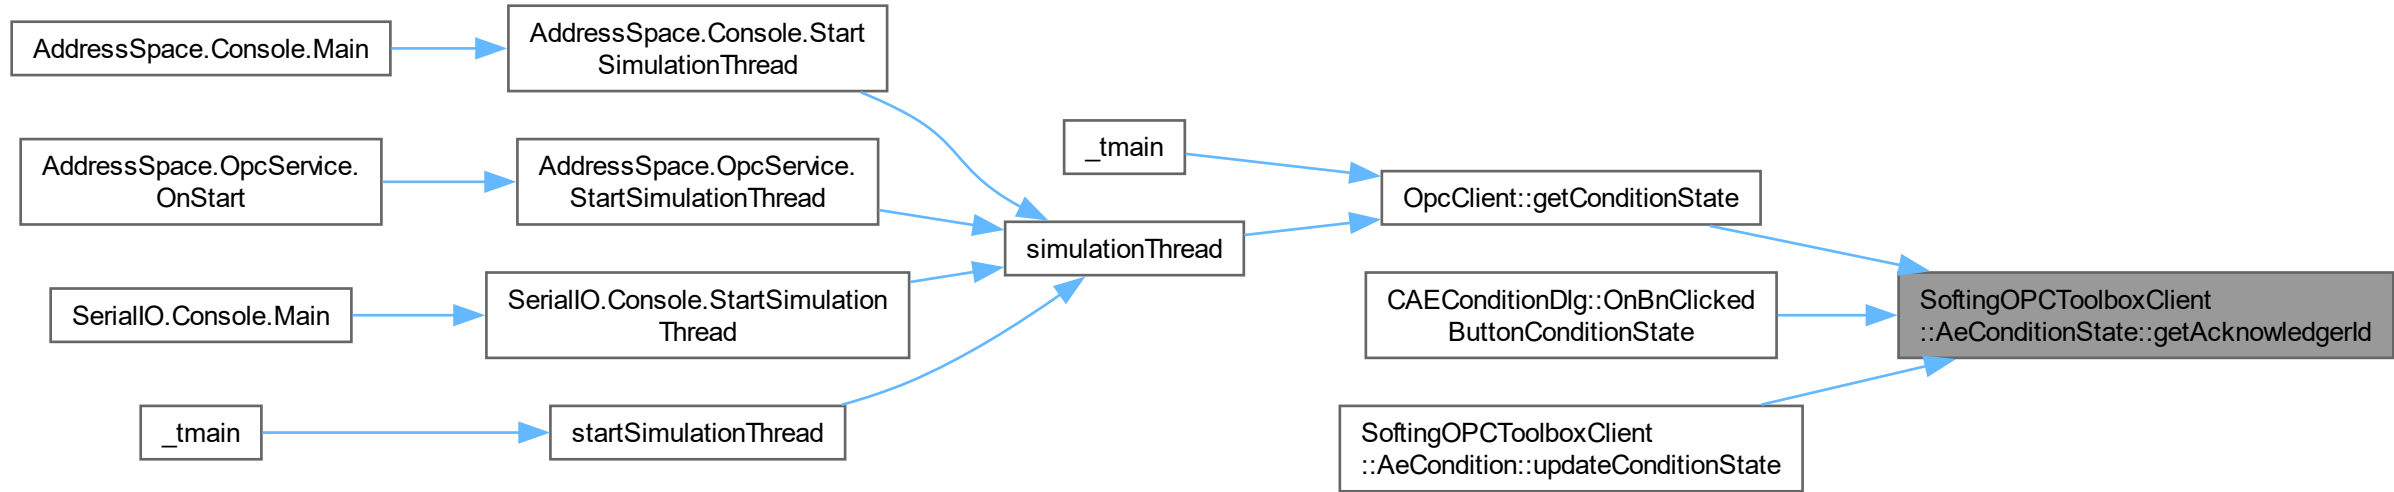 AddressSpace.Console.Main
AddressSpace.Console.Start
SimulationThread
AddressSpace.OpcService.
OnStart
AddressSpace.OpcService.
StartSimulationThread
SerialIO.Console.Main
SerialIO.Console.StartSimulation
Thread
_tmain
startSimulationThread
simulationThread
_tmain
OpcClient::getConditionState
CAEConditionDlg::OnBnClicked
ButtonConditionState
SoftingOPCToolboxClient
::AeCondition::updateConditionState
SoftingOPCToolboxClient
::AeConditionState::getAcknowledgerId